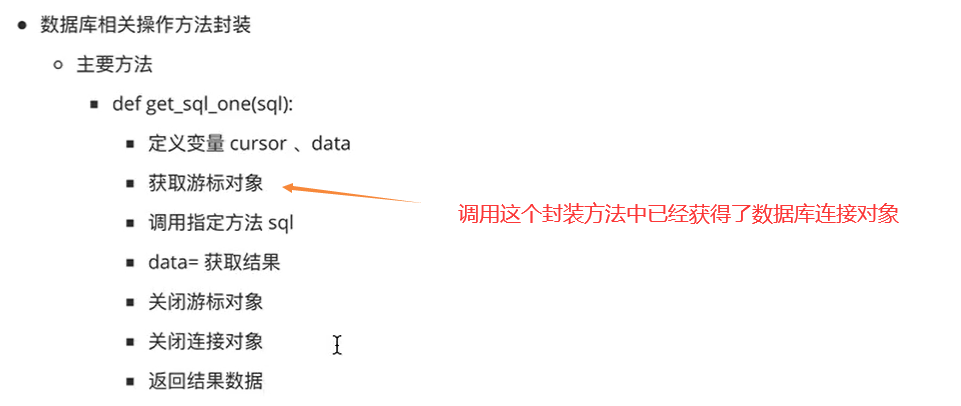 数据库相关操作方法封装
主要方法
def get_sql_one(sql):
定义变量 cursor 、data
获取游标对象
调用这个封装方法中已经获得了数据库连接对象
调用指定方法 sql
data= 获取结果
关闭游标对象
关闭连接对象
返回结果数据